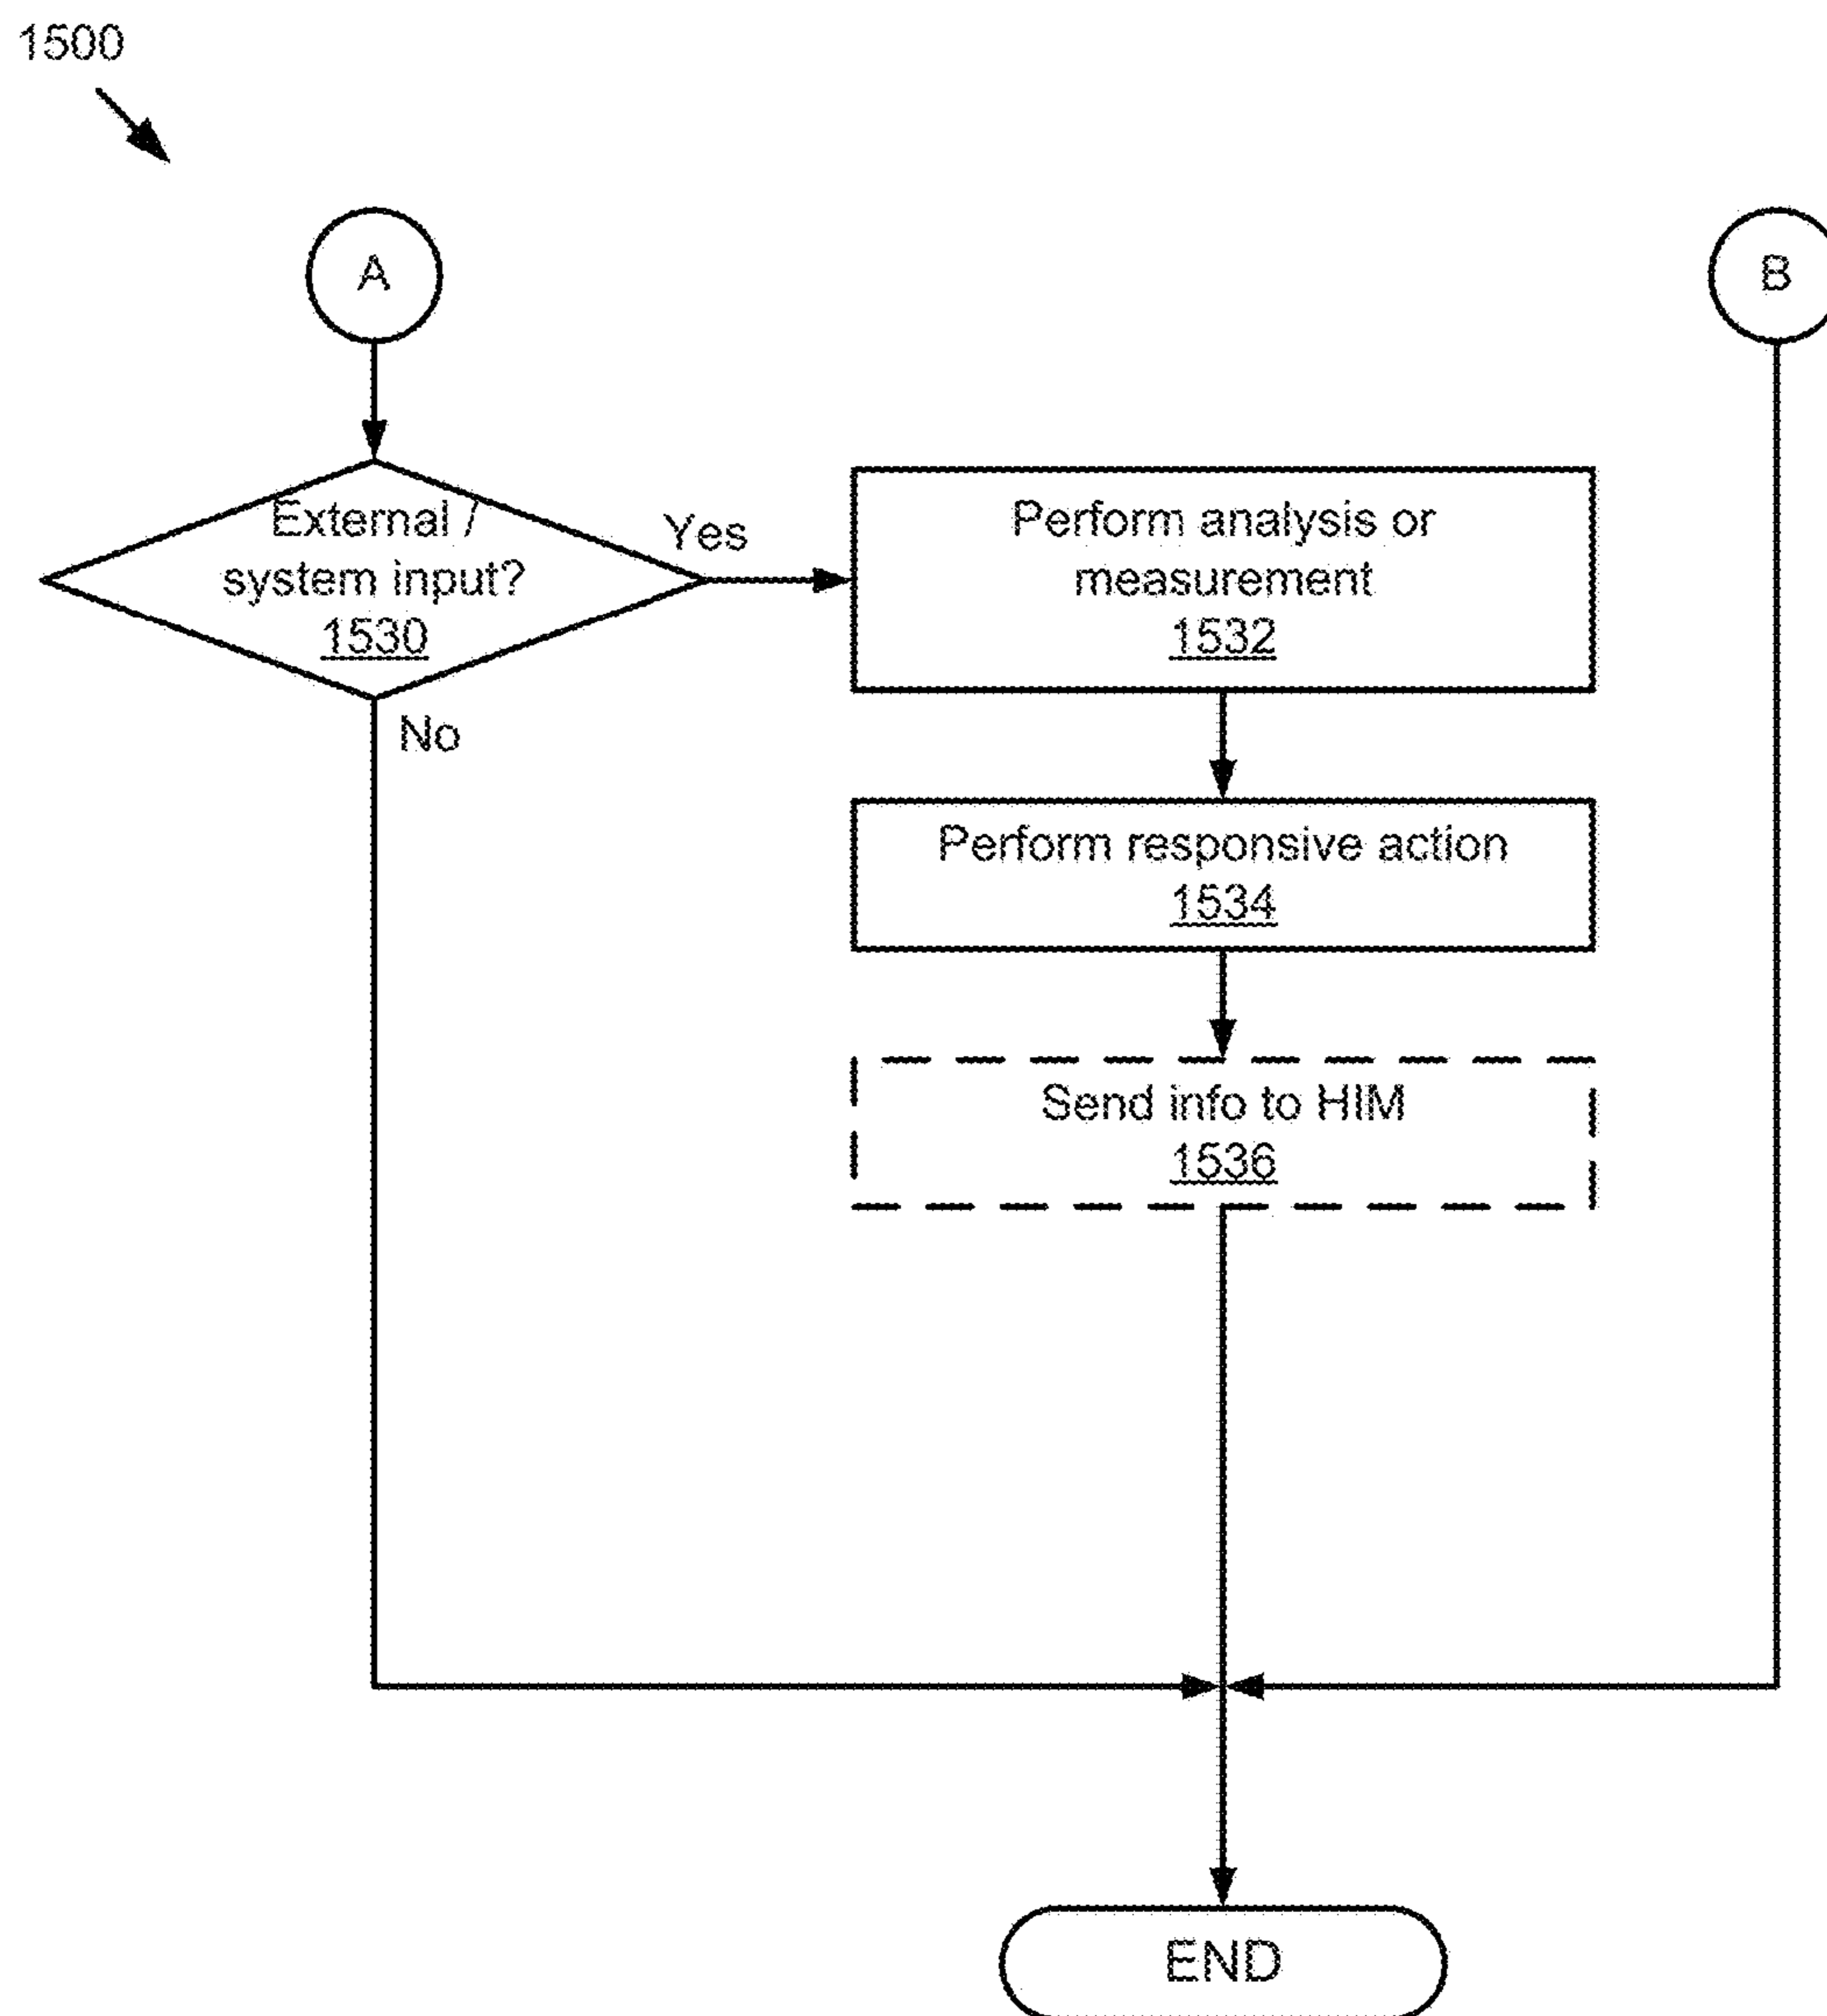 1500
A
B
External /
system input?
1530
Yes
No
Perform analysis or
measurement
1532
Perform responsive action
1534
Send info to HIM
1536
END